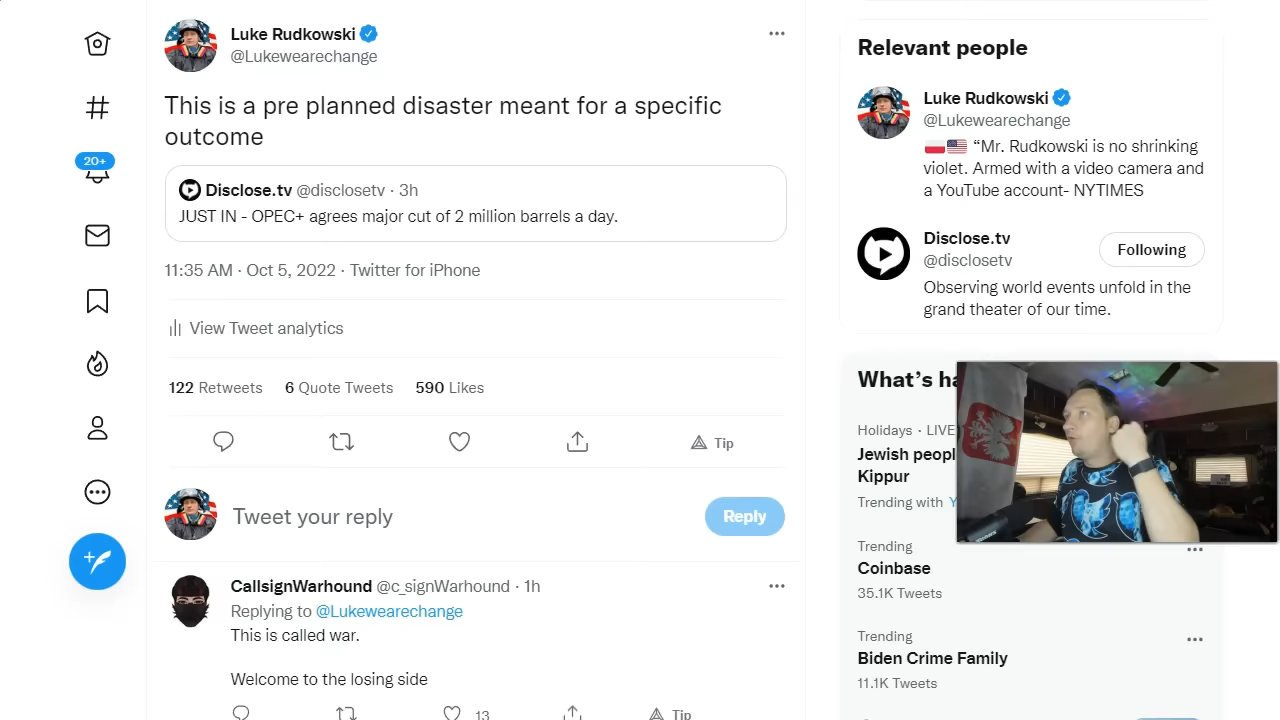 Luke Rudkowski
@Lukewearechange
This is a pre planned disaster meant for a specific
outcome
Disclose.tv @disclosetv · 3h
JUST IN - OPEC+ agrees major cut of 2 million barrels a day.
11:35 AM · Oct 5, 2022 · Twitter for iPhone
View Tweet analytics
122 Retweets 6 Quote Tweets 590 Likes
Tip
20+
Tweet your reply
Reply
CallsignWarhound @c_signWarhound · 1h
Replying to @Lukewearechange
This is called war.
Welcome to the losing side
13
Tip
Relevant people
Luke Rudkowski
@Lukewearechange
“Mr. Rudkowski is no shrinking
violet. Armed with a video camera and
a YouTube account- NYTIMES
Disclose.tv
@disclosetv
Following
Observing world events unfold in the
grand theater of our time.
What’s ha
Holidays · LIVE
Jewish peopl
Kippur
Trending with Y
Trending
Coinbase
35.1K Tweets
Trending
Biden Crime Family
11.1K Tweets